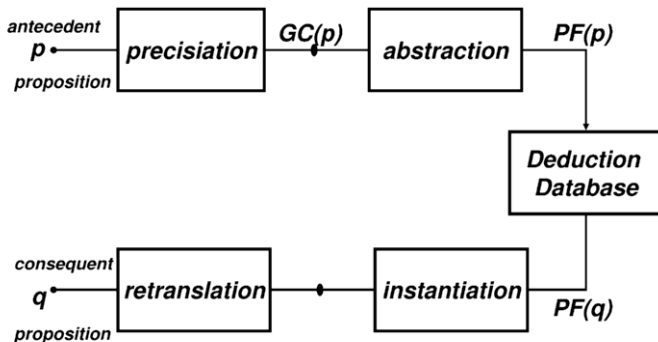 antecedent
p
proposition
precisiation
GC(p)
abstraction
PF(p)
Deduction
Database
consequent
q
proposition
retranslation
instantiation
PF(q)